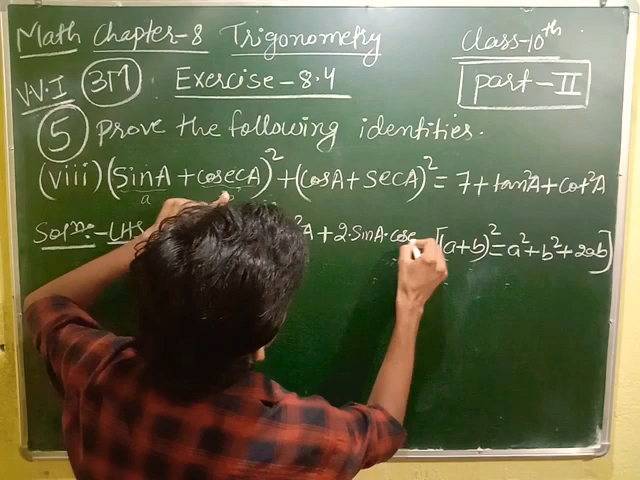 Math Chapter-8 Trigonometry Class-10th
V.V.I 3M Exercise-8.4 part-II
5 Prove the following identities.
(viii) (SinA + cosecA)² + (CosA + SecA)² = 7 + tan²A + Cot²A
a
Solⁿ:- LHS ²A + 2·SinA·cose [(a+b)² = a² + b² + 2ab]